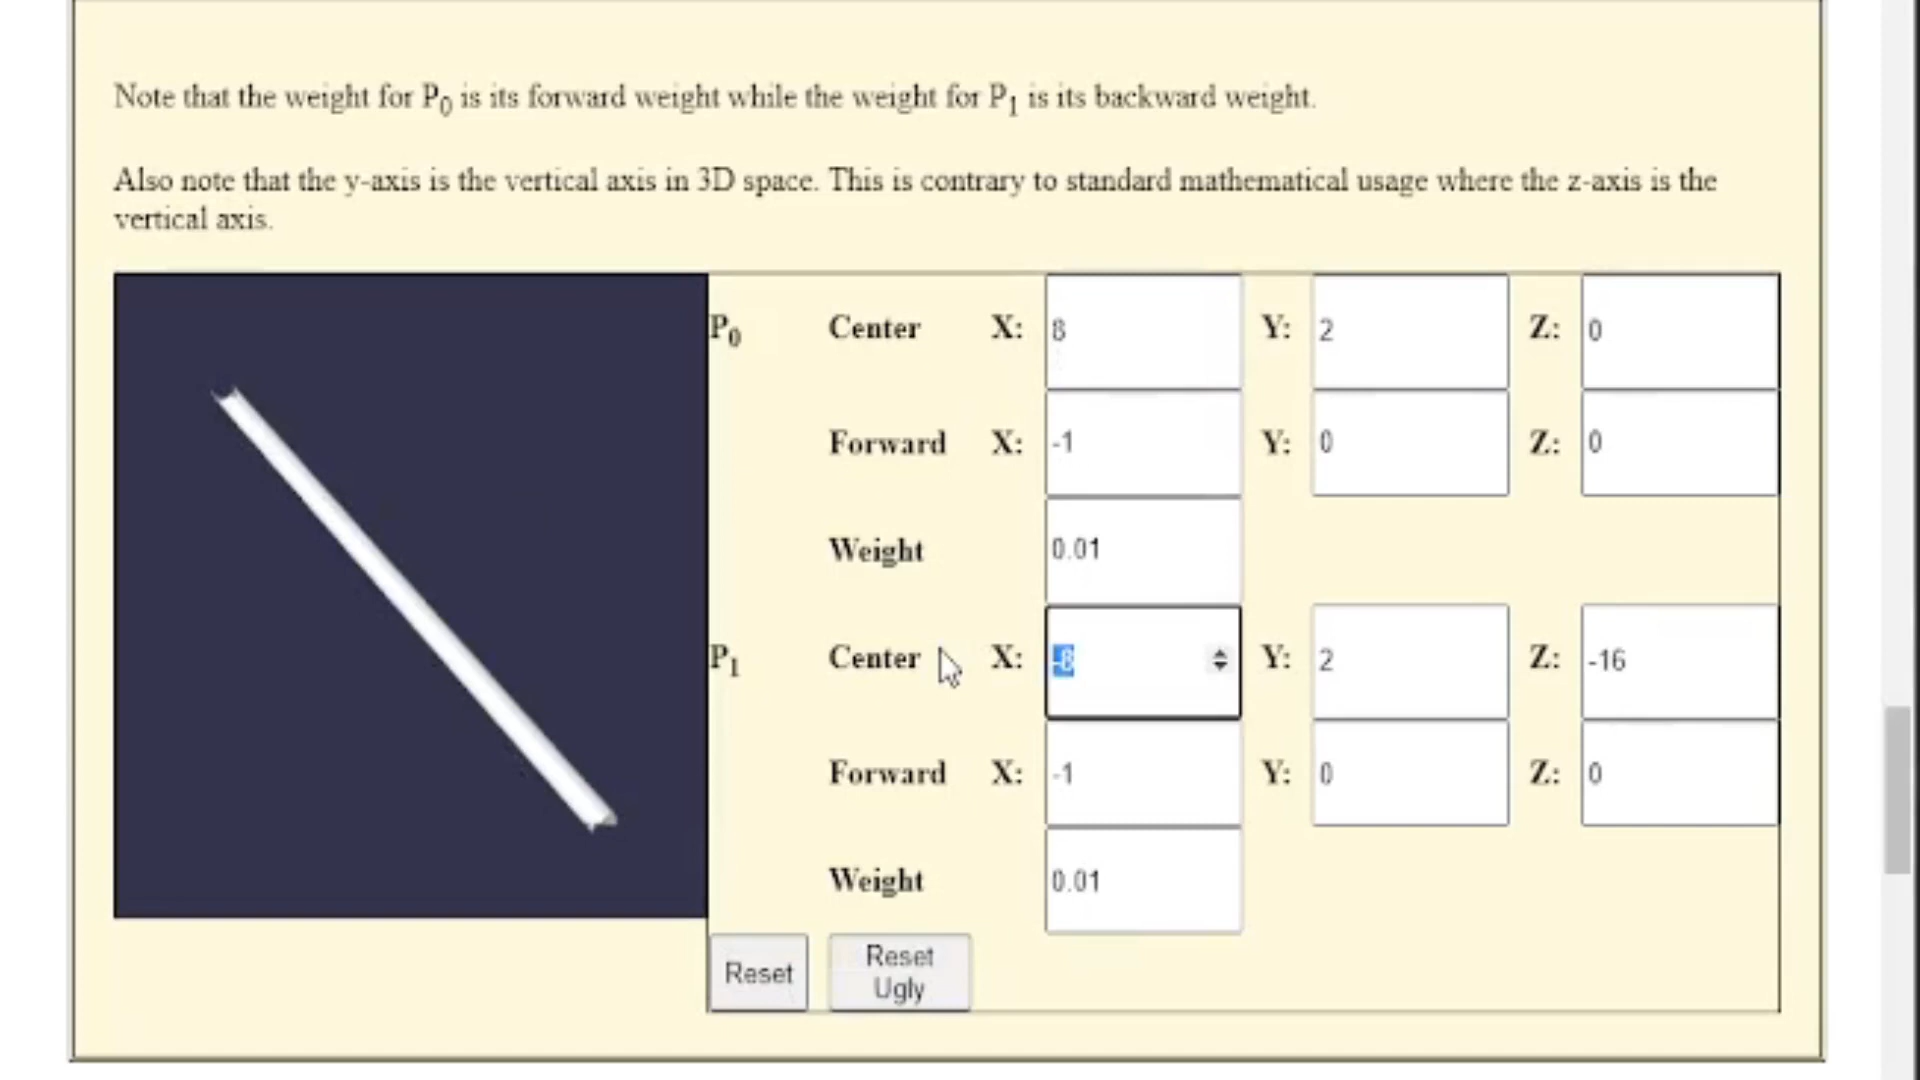 Note that the weight for P0 is its forward weight while the weight for P1 is its backward weight.
Also note that the y-axis is the vertical axis in 3D space. This is contrary to standard mathematical usage where the z-axis is the
vertical axis.
P0 Center X: 8 Y: 2 Z: 0
Forward X: -1 Y: 0 Z: 0
Weight 0.01
P1 Center X: -8 Y: 2 Z: -16
Forward X: -1 Y: 0 Z: 0
Weight 0.01
Reset Reset
Ugly